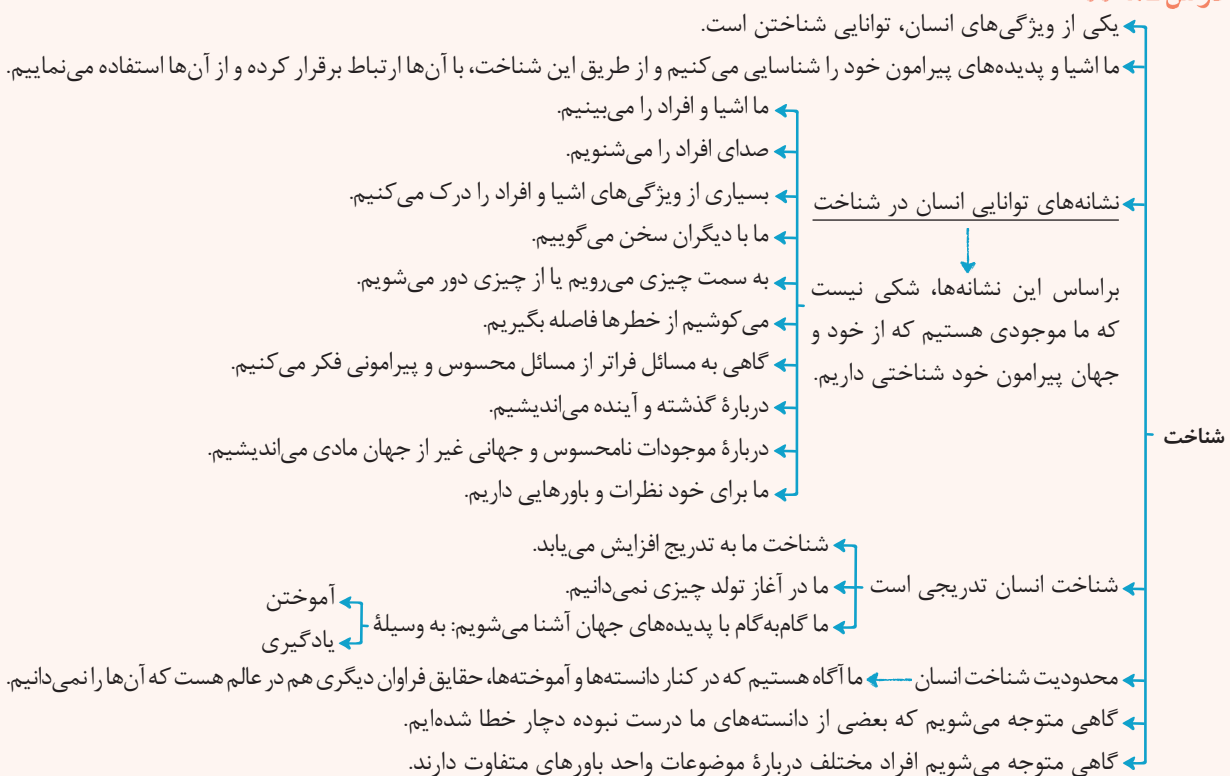 یکی از ویژگی‌های انسان، توانایی شناختن است.
ما اشیا و پدیده‌های پیرامون خود را شناسایی می‌کنیم و از طریق این شناخت، با آن‌ها ارتباط برقرار کرده و از آن‌ها استفاده می‌نماییم.
ما اشیا و افراد را می‌بینیم.
صدای افراد را می‌شنویم.
نشانه‌های توانایی انسان در شناخت
بسیاری از ویژگی‌های اشیا و افراد را درک می‌کنیم.
ما با دیگران سخن می‌گوییم.
براساس این نشانه‌ها، شکی نیست
که ما موجودی هستیم که از خود و
جهان پیرامون خود شناختی داریم.
به سمت چیزی می‌رویم یا از چیزی دور می‌شویم.
می‌کوشیم از خطرها فاصله بگیریم.
گاهی به مسائل فراتر از مسائل محسوس و پیرامونی فکر می‌کنیم.
دربارهٔ گذشته و آینده می‌اندیشیم.
شناخت
دربارهٔ موجودات نامحسوس و جهانی غیر از جهان مادی می‌اندیشیم.
ما برای خود نظرات و باورهایی داریم.
شناخت انسان تدریجی است
شناخت ما به تدریج افزایش می‌یابد.
ما در آغاز تولد چیزی نمی‌دانیم.
ما گام‌به‌گام با پدیده‌های جهان آشنا می‌شویم: به وسیلهٔ
آموختن
یادگیری
محدودیت شناخت انسان ما آگاه هستیم که در کنار دانسته‌ها و آموخته‌ها، حقایق فراوان دیگری هم در عالم هست که آن‌ها را نمی‌دانیم.
گاهی متوجه می‌شویم که بعضی از دانسته‌های ما درست نبوده دچار خطا شده‌ایم.
گاهی متوجه می‌شویم افراد مختلف دربارهٔ موضوعات واحد باورهای متفاوت دارند.